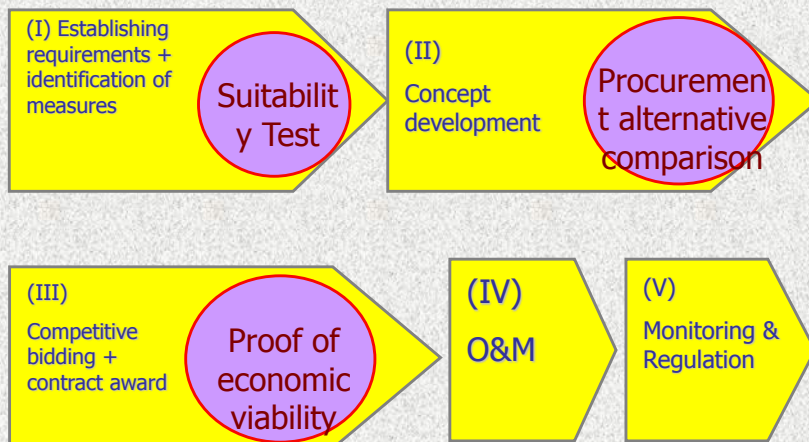 (I) Establishing
requirements +
identification of
measures
Suitabilit
y Test
(II)
Concept
development
Procuremen
t alternative
comparison
(III)
Competitive
bidding +
contract award
Proof of
economic
viability
(IV)
O&M
(V)
Monitoring &
Regulation